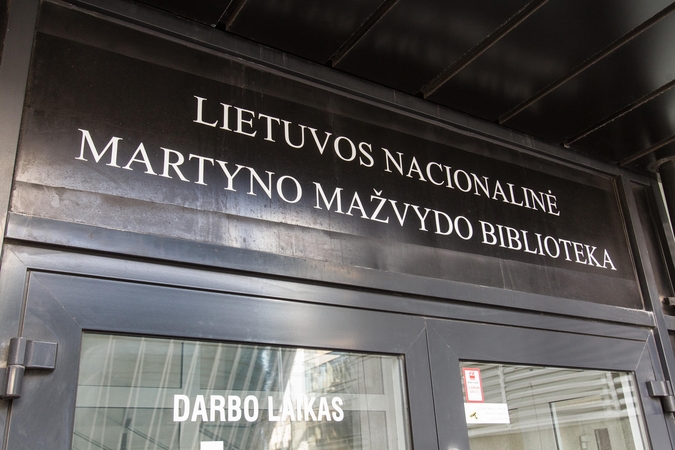 LIETUVOS NACIONALINĖ
MARTYNO MAŽVYDO BIBLIOTEKA
DARBO LAIKAS